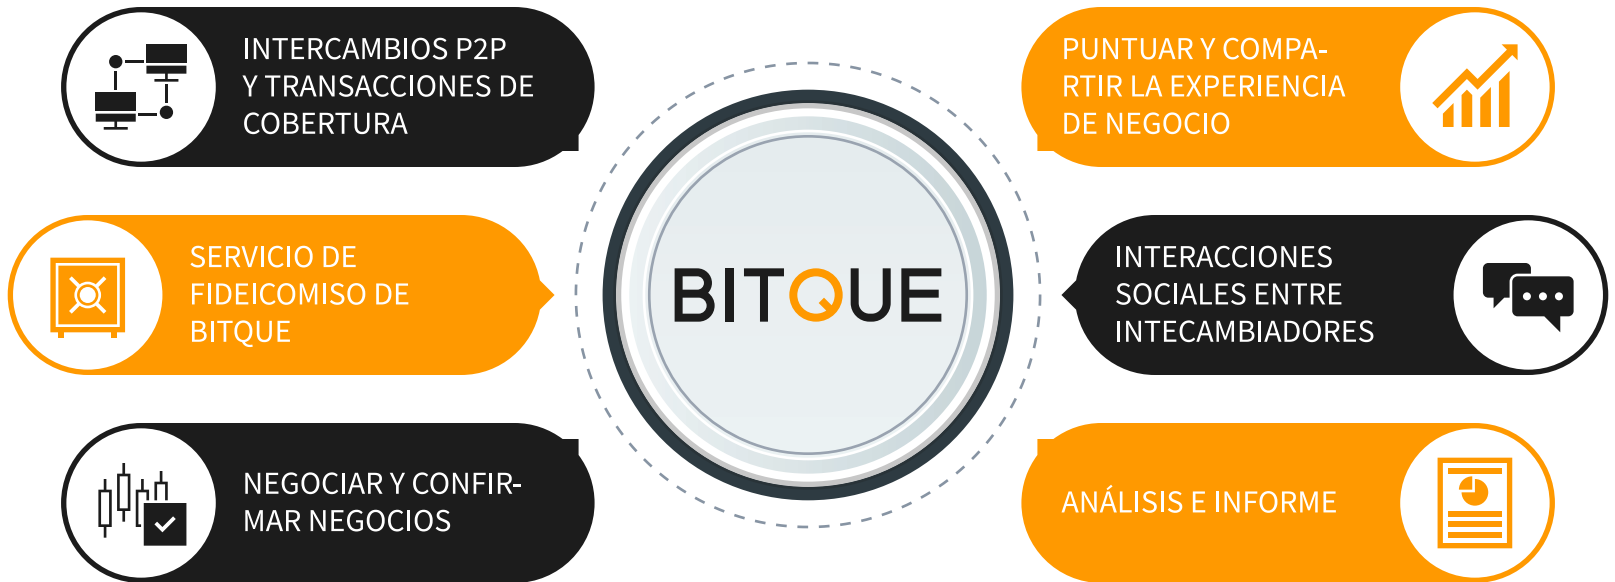 INTERCAMBIOS P2P
Y TRANSACCIONES DE
COBERTURA
SERVICIO DE
FIDEICOMISO DE
BITQUE
NEGOCIAR Y CONFIR-
MAR NEGOCIOS
BITQUE
PUNTUAR Y COMPA-
RTIR LA EXPERIENCIA
DE NEGOCIO
INTERACCIONES
SOCIALES ENTRE
INTECAMBIADORES
ANÁLISIS E INFORME